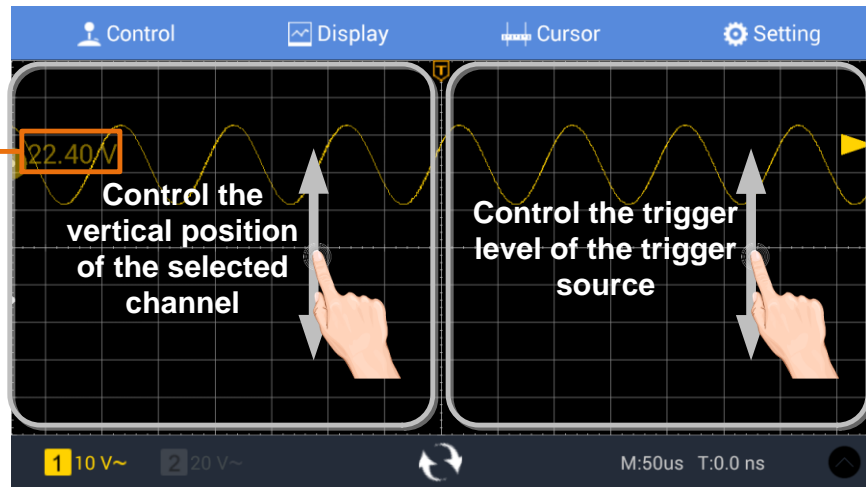 Control
Display
Cursor
Setting
T
22.40 V
Control the
vertical position
of the selected
channel
Control the trigger
level of the trigger
source
1 10 V~
2 20 V~
M:50us T:0.0 ns